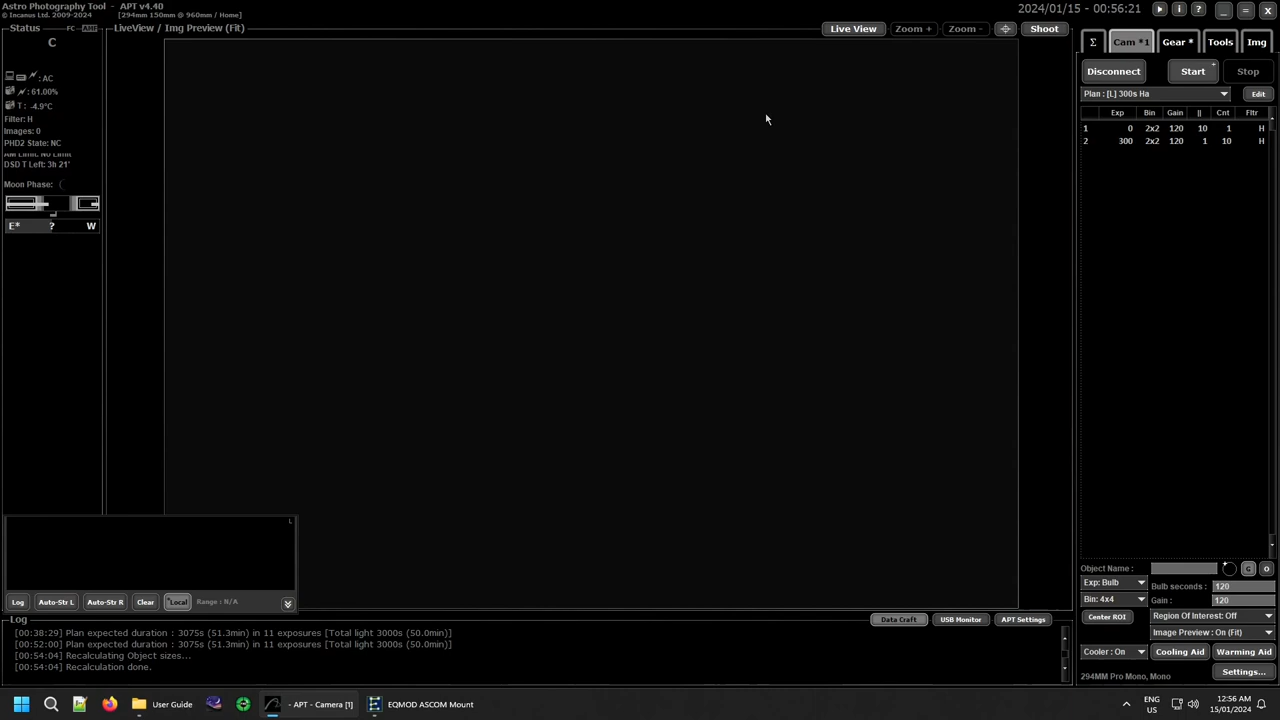 Astro Photography Tool - APT v4.40
© Incanus Ltd. 2009-2024 [294mm 150mm @ 960mm / Home]
2024/01/15 - 00:56:21
Status FC AHF
LiveView / Img Preview (Fit)
Live View Zoom + Zoom - Shoot
C
Σ Cam *1 Gear * Tools Img
Disconnect Start + Stop
: AC
: 61.00%
T : -4.9°C
Filter: H
Images: 0
PHD2 State: NC
AM Limit: No Limit
DSD T Left: 3h 21'
Moon Phase:
E* ? W
Plan : [L] 300s Ha Edit
Exp Bin Gain || Cnt Fltr
1 0 2x2 120 10 1 H
2 300 2x2 120 1 10 H
L
Log Auto-Str L Auto-Str R Clear *Local Range : N/A
Object Name : G O
Exp: Bulb Bulb seconds : 120
Bin: 4x4 Gain : 120
Center ROI Region Of Interest: Off
Image Preview : On (Fit)
Cooler : On Cooling Aid Warming Aid
294MM Pro Mono, Mono Settings...
Log Data Craft USB Monitor APT Settings
[00:38:29] Plan expected duration : 3075s (51.3min) in 11 exposures [Total light 3000s (50.0min)]
[00:52:00] Plan expected duration : 3075s (51.3min) in 11 exposures [Total light 3000s (50.0min)]
[00:54:04] Recalculating Object sizes...
[00:54:04] Recalculation done.
User Guide - APT - Camera [1] EQMOD ASCOM Mount
ENG
US
12:56 AM
15/01/2024